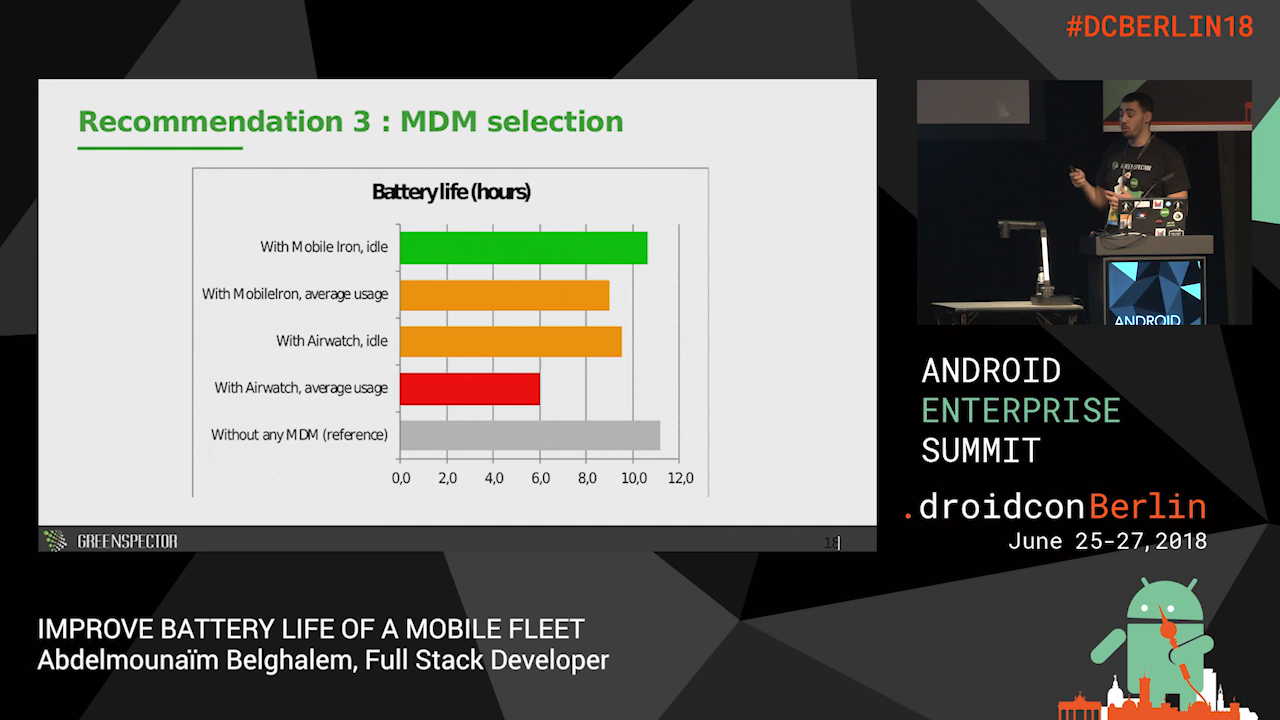 #DCBERLIN18
Recommendation 3 : MDM selection
Battery life (hours)
With Mobile Iron, idle
With MobileIron, average usage
With Airwatch, idle
With Airwatch, average usage
Without any MDM (reference)
0,0 2,0 4,0 6,0 8,0 10,0 12,0
GREENSPECTOR
18
GREENSPECTOR
ANDROID
ANDROID
ENTERPRISE
SUMMIT
.droidconBerlin
June 25-27, 2018
IMPROVE BATTERY LIFE OF A MOBILE FLEET
Abdelmounaïm Belghalem, Full Stack Developer